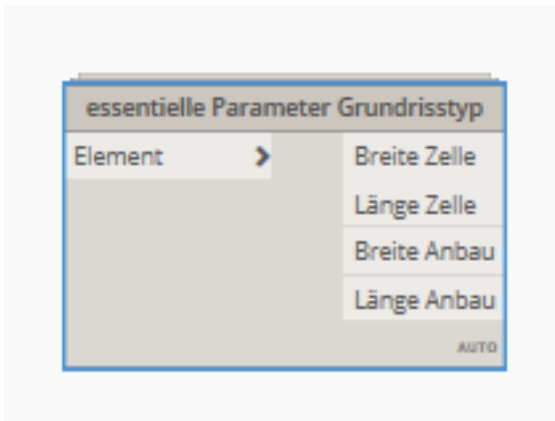 essentielle Parameter Grundrisstyp
Element
Breite Zelle
Länge Zelle
Breite Anbau
Länge Anbau
AUTO